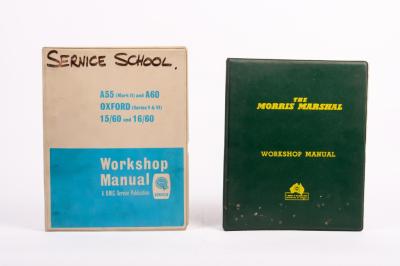 SERVICE SCHOOL.
A55 (Mark II) and A60
OXFORD (Series V & VI)
15/60 and 16/60
Workshop
Manual
A BMC Service Publication
THE
MORRIS MARSHAL
WORKSHOP MANUAL